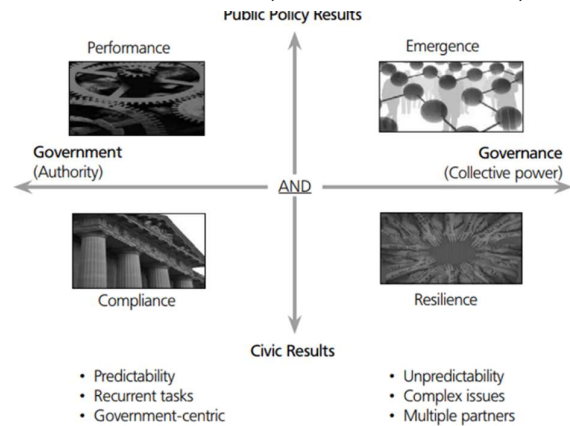 Public Policy Results
Performance
Emergence
Government
(Authority)
Governance
(Collective power)
AND
Compliance
Resilience
Civic Results
• Predictability
• Recurrent tasks
• Government-centric
• Unpredictability
• Complex issues
• Multiple partners